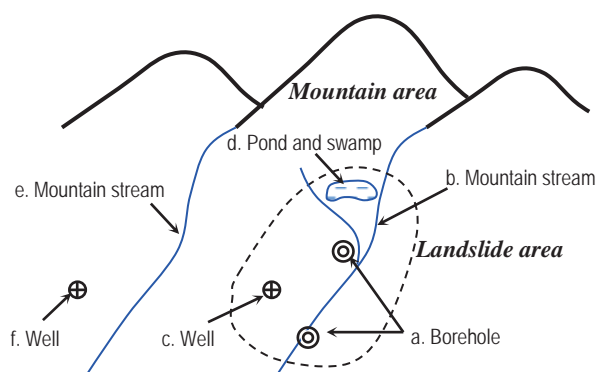 Mountain area
d. Pond and swamp
e. Mountain stream
b. Mountain stream
Landslide area
f. Well
c. Well
a. Borehole